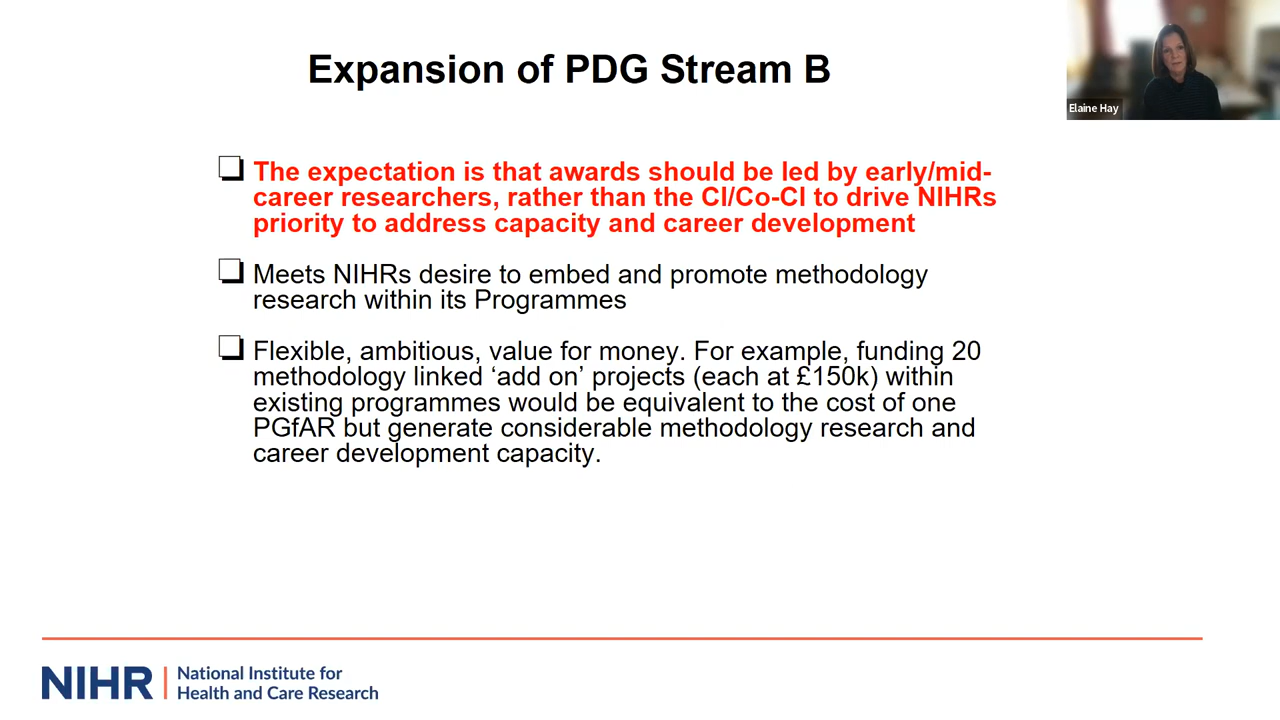 Expansion of PDG Stream B
Elaine Hay
The expectation is that awards should be led by early/mid-
career researchers, rather than the CI/Co-CI to drive NIHRs
priority to address capacity and career development
Meets NIHRs desire to embed and promote methodology
research within its Programmes
Flexible, ambitious, value for money. For example, funding 20
methodology linked ‘add on’ projects (each at £150k) within
existing programmes would be equivalent to the cost of one
PGfAR but generate considerable methodology research and
career development capacity.
NIHR | National Institute for
Health and Care Research